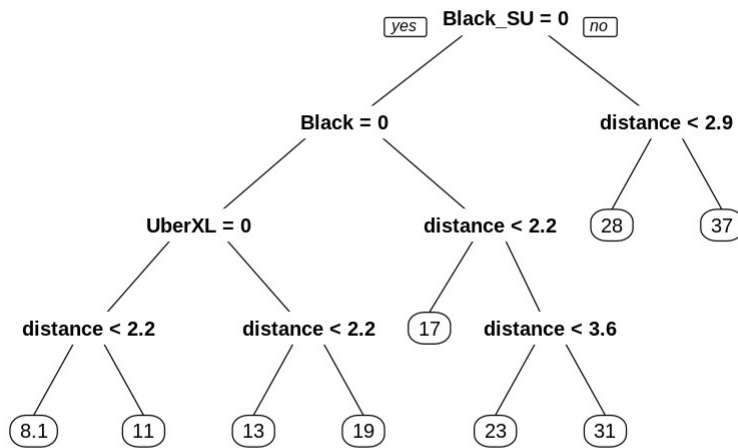 yes Black_SU = 0 no
Black = 0 distance < 2.9
UberXL = 0 distance < 2.2 28 37
distance < 2.2 distance < 2.2 17 distance < 3.6
8.1 11 13 19 23 31